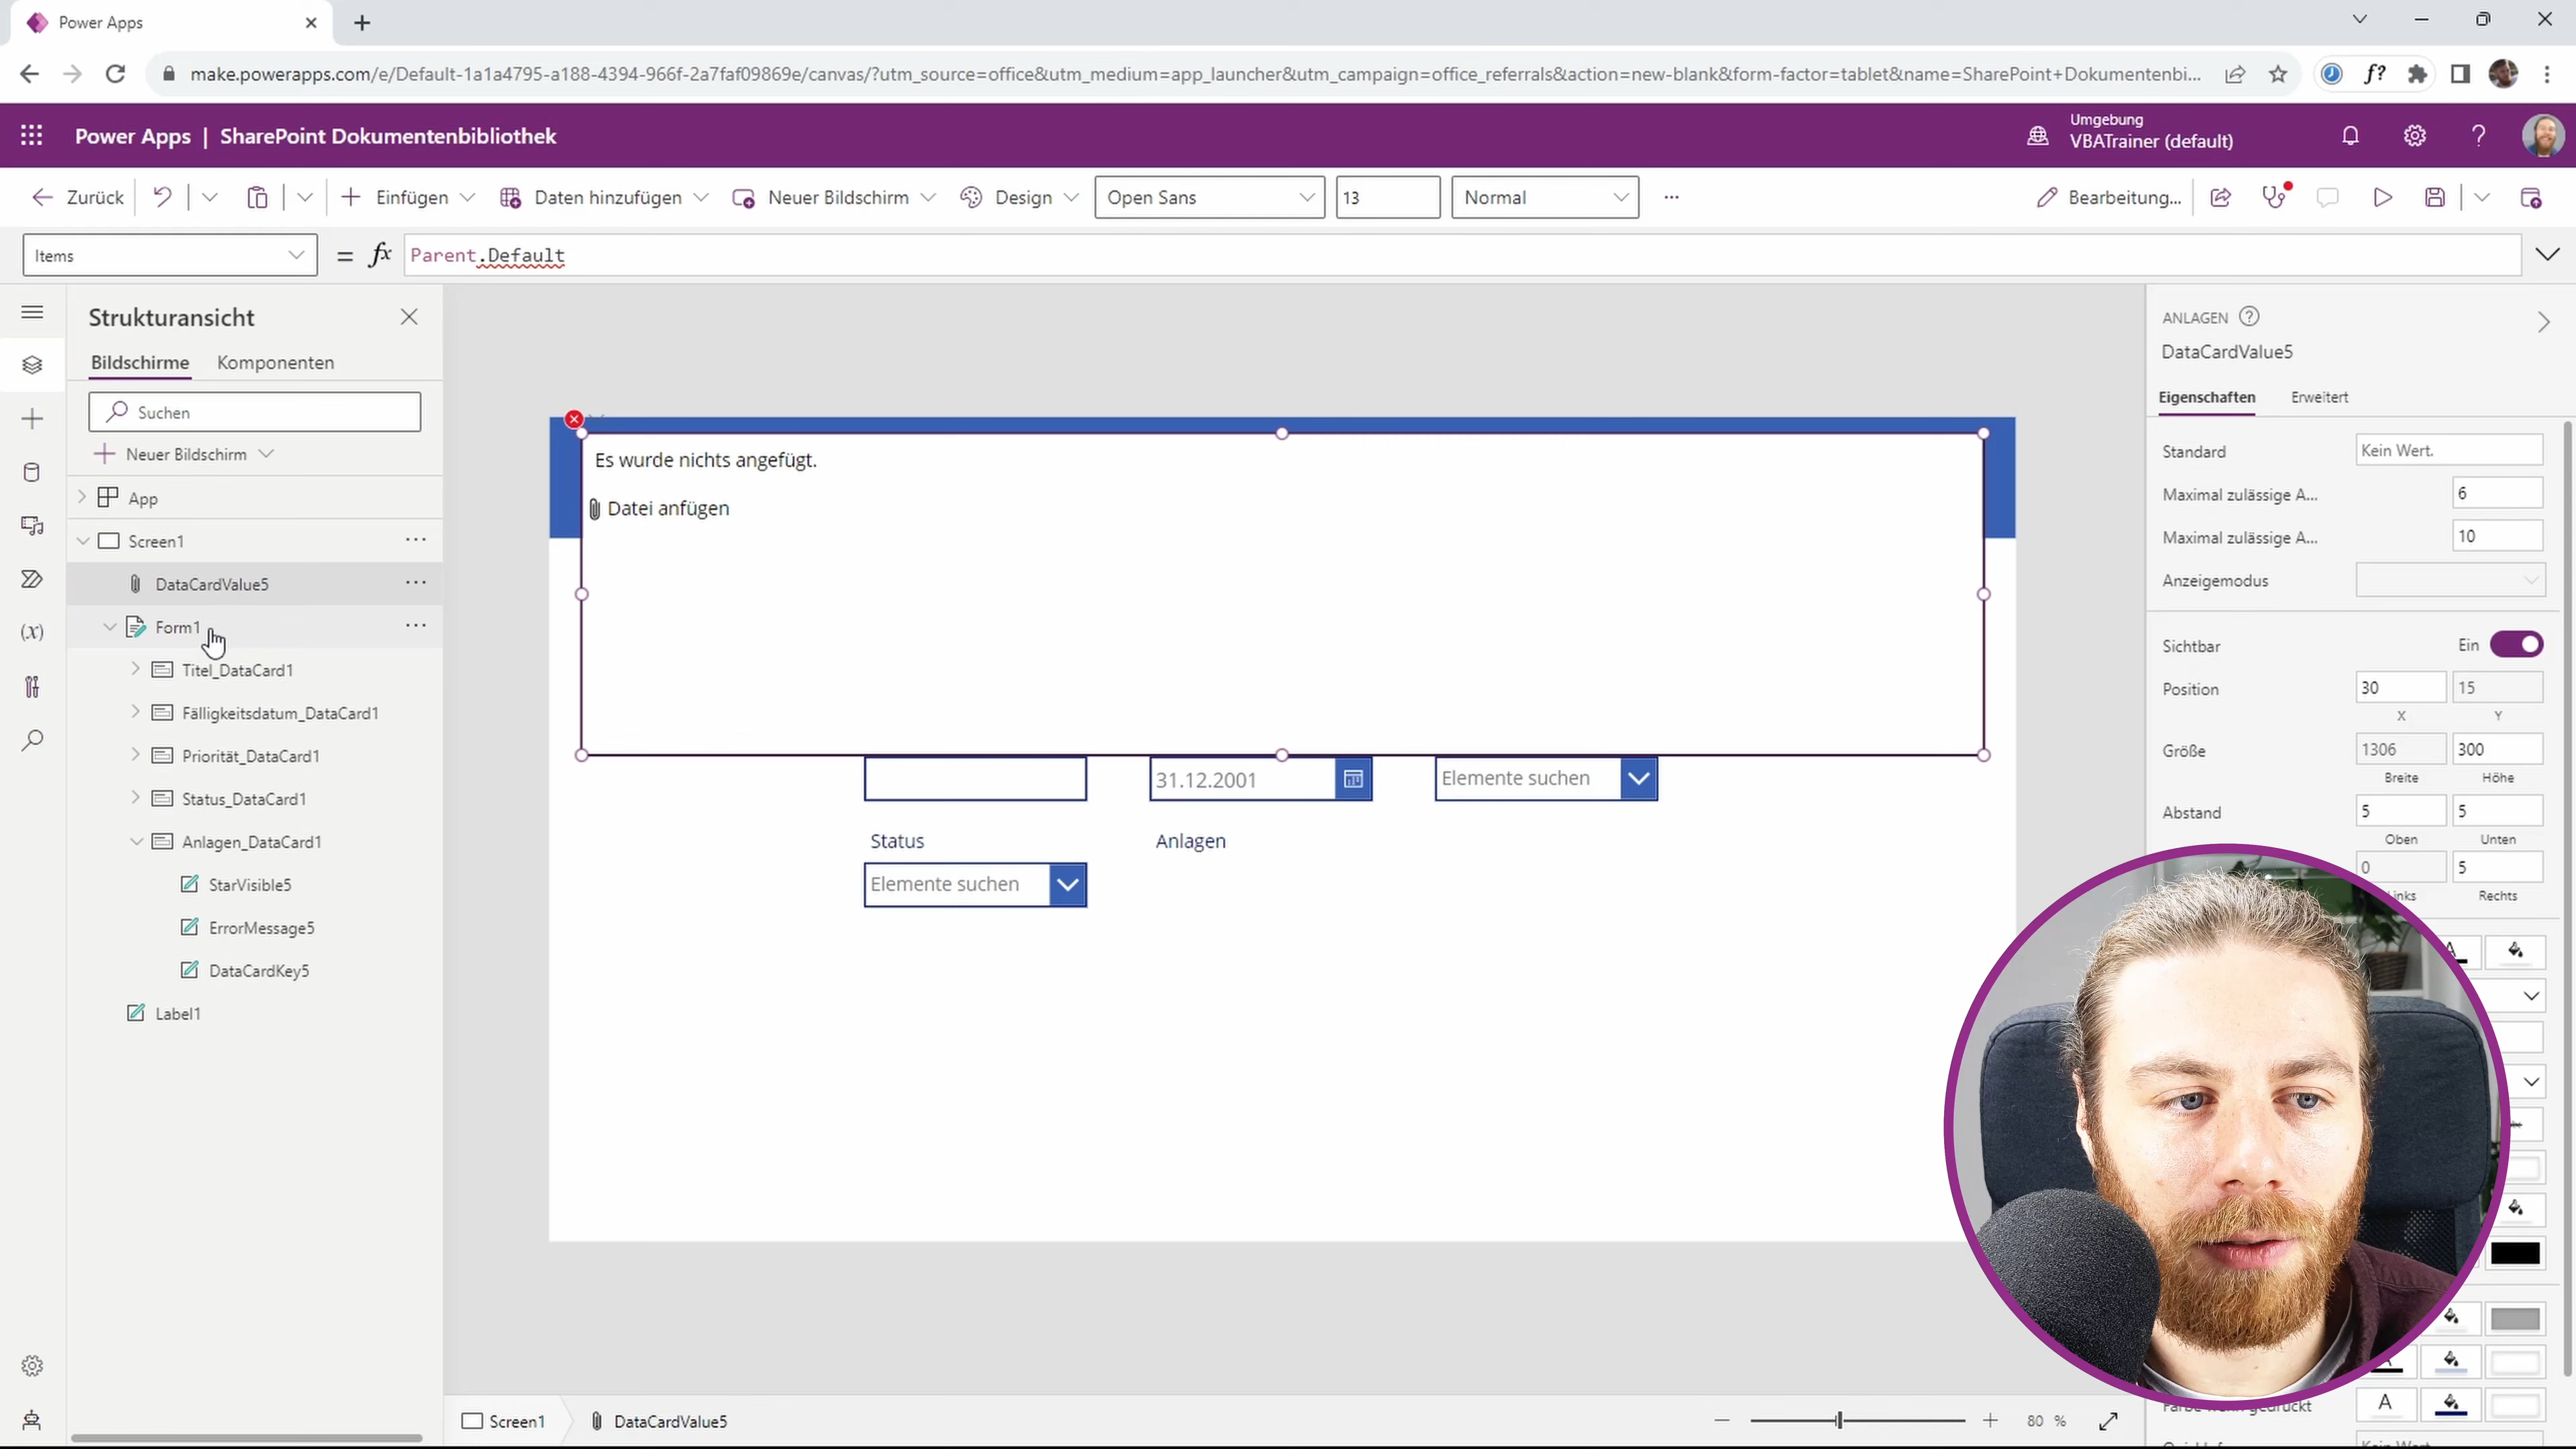 Power Apps
make.powerapps.com/e/Default-1a1a4795-a188-4394-966f-2a7faf09869e/canvas/?utm_source=office&utm_medium=app_launcher&utm_campaign=office_referrals&action=new-blank&form-factor=tablet&name=SharePoint+Dokumentenbi...
f?
Power Apps | SharePoint Dokumentenbibliothek
Umgebung
VBATrainer (default)
Zurück
Einfügen
Daten hinzufügen
Neuer Bildschirm
Design
Open Sans
13
Normal
Bearbeitung...
Items
= fx
Parent.Default
Strukturansicht
Bildschirme
Komponenten
Suchen
Neuer Bildschirm
App
Screen1
DataCardValue5
Form1
Titel_DataCard1
Fälligkeitsdatum_DataCard1
Priorität_DataCard1
Status_DataCard1
Anlagen_DataCard1
StarVisible5
ErrorMessage5
DataCardKey5
Label1
Es wurde nichts angefügt.
Datei anfügen
31.12.2001
Elemente suchen
Status
Anlagen
Elemente suchen
ANLAGEN
DataCardValue5
Eigenschaften
Erweitert
Standard
Kein Wert.
Maximal zulässige A...
6
Maximal zulässige A...
10
Anzeigemodus
Sichtbar
Ein
Position
30
15
X
Y
Größe
1306
300
Breite
Höhe
Abstand
5
5
Oben
Unten
0
5
Rechts
Screen1
DataCardValue5
80 %